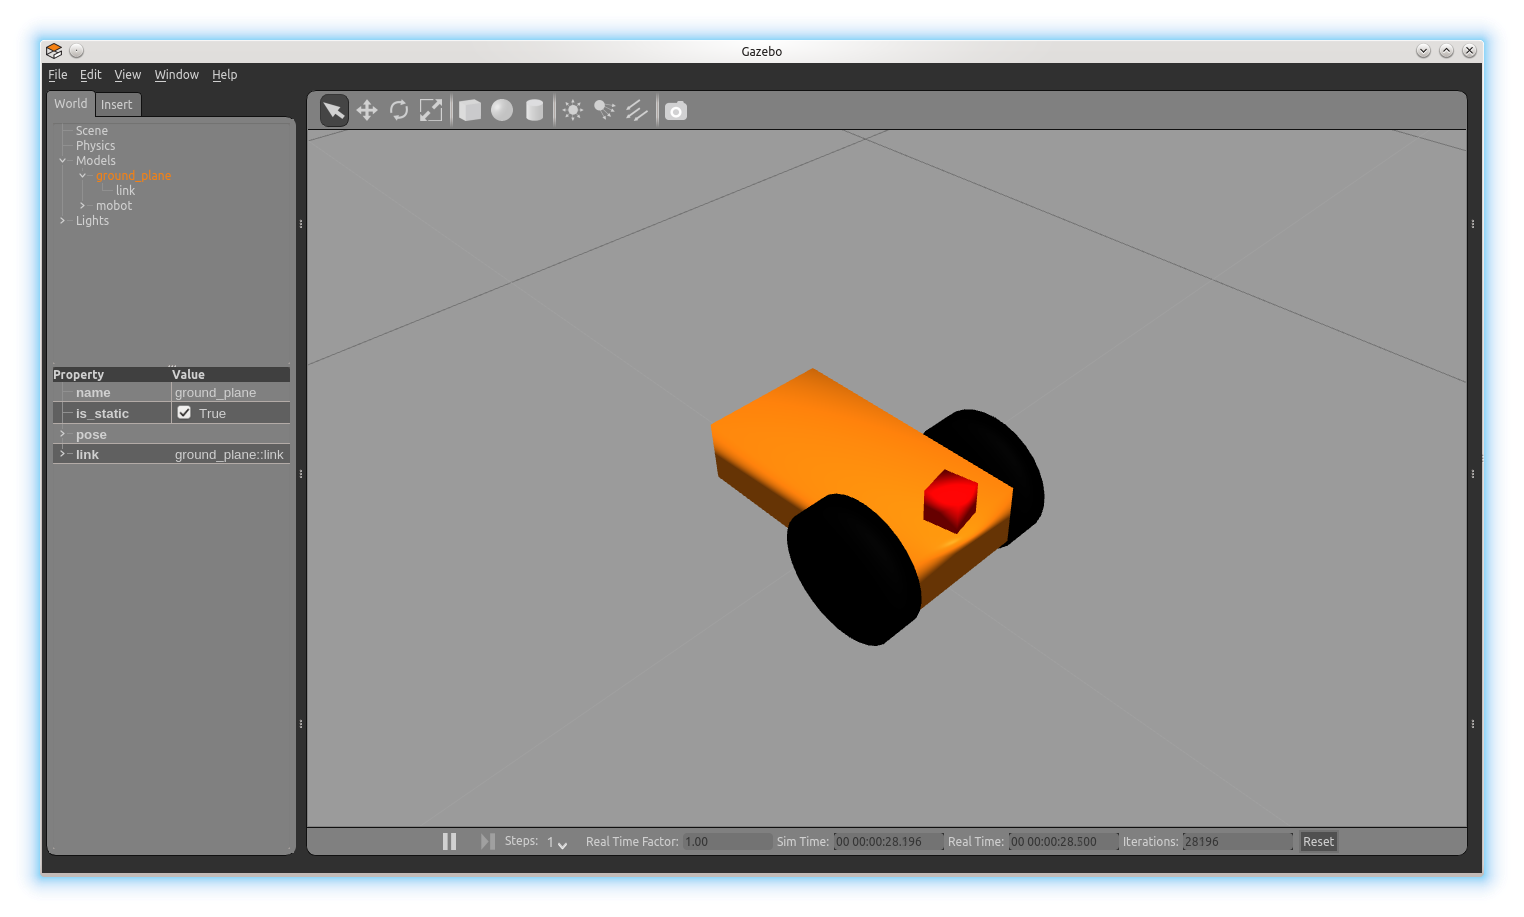 Gazebo
File Edit View Window Help
World Insert
Scene
Physics
Models
ground_plane
link
mobot
Lights
Property Value
name ground_plane
is_static True
pose
link ground_plane::link
Steps: 1 Real Time Factor: 1.00 Sim Time: 00 00:00:28.196 Real Time: 00 00:00:28.500 Iterations: 28196 Reset